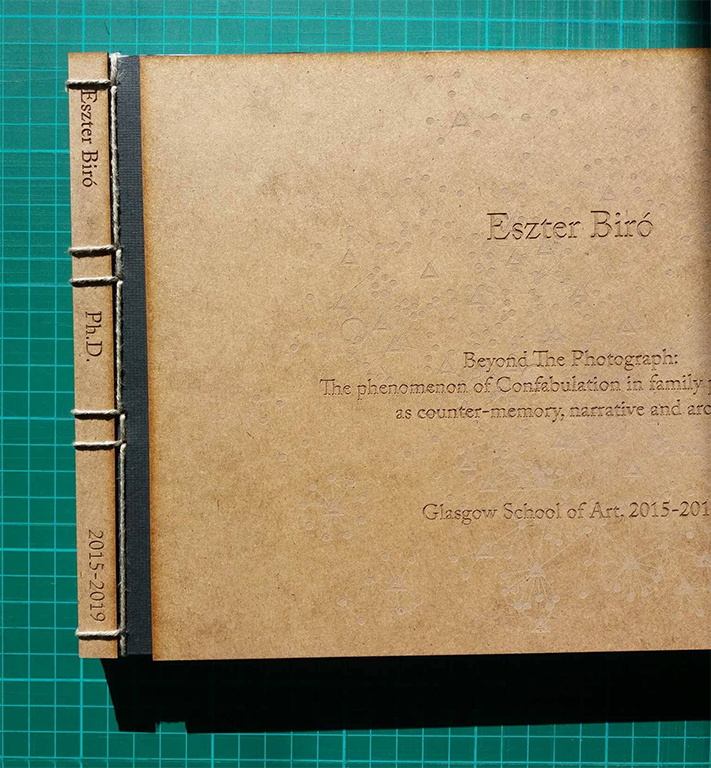 Eszter Biró
Ph.D.
2015-2019
Eszter Biró
Beyond The Photograph:
The phenomenon of Confabulation in family
as counter-memory, narrative and
Glasgow School of Art, 2015-201